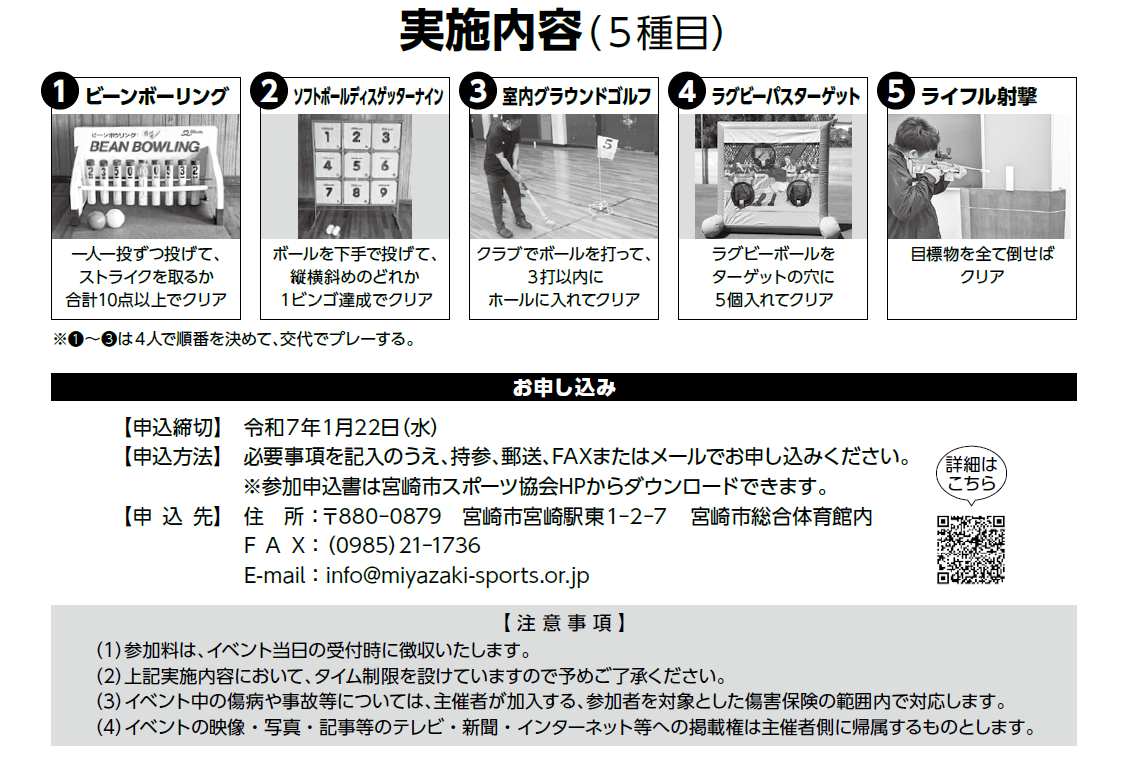 実施内容（５種目）
❶ ビーンボーリング
ビーンボウリング
BEAN BOWLING
一人一投ずつ投げて、
ストライクを取るか
合計10点以上でクリア
❷ ソフトボールディスゲッターナイン
1 2 3
4 5 6
7 8 9
ボールを下手で投げて、
縦横斜めのどれか
１ビンゴ達成でクリア
❸ 室内グラウンドゴルフ
5
クラブでボールを打って、
３打以内に
ホールに入れてクリア
❹ ラグビーパスターゲット
ラグビーボールを
ターゲットの穴に
５個入れてクリア
❺ ライフル射撃
目標物を全て倒せば
クリア
※❶～❸は４人で順番を決めて、交代でプレーする。
お申し込み
【申込締切】 令和７年１月22日（水）
【申込方法】 必要事項を記入のうえ、持参、郵送、FAXまたはメールでお申し込みください。
※参加申込書は宮崎市スポーツ協会HPからダウンロードできます。
【申 込 先】 住　所：〒880-0879　宮崎市宮崎駅東１-２-７　宮崎市総合体育館内
ＦＡＸ：（0985）21-1736
E-mail：info@miyazaki-sports.or.jp
詳細は
こちら
【注意事項】
（１）参加料は、イベント当日の受付時に徴収いたします。
（２）上記実施内容において、タイム制限を設けていますので予めご了承ください。
（３）イベント中の傷病や事故等については、主催者が加入する、参加者を対象とした傷害保険の範囲内で対応します。
（４）イベントの映像・写真・記事等のテレビ・新聞・インターネット等への掲載権は主催者側に帰属するものとします。